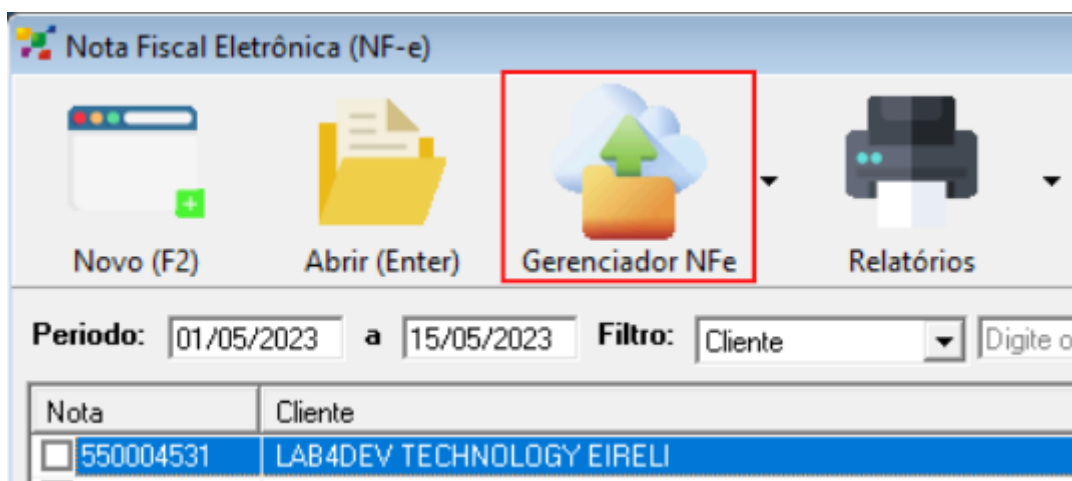 Nota Fiscal Eletrônica (NF-e)
Novo (F2) Abrir (Enter) Gerenciador NFe Relatórios
Periodo: 01/05/2023 a 15/05/2023 Filtro: Cliente Digite o
Nota Cliente
550004531 LAB4DEV TECHNOLOGY EIRELI